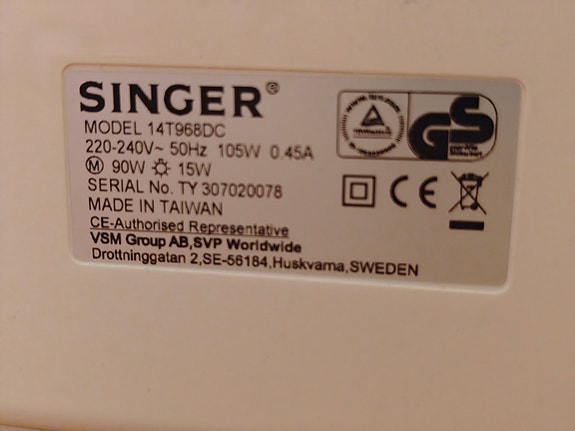 SINGER®
MODEL 14T968DC
220-240V~ 50Hz 105W 0.45A
Ⓜ 90W 15W
SERIAL No. TY 307020078
MADE IN TAIWAN
CE-Authorised Representative
VSM Group AB,SVP Worldwide
Drottninggatan 2,SE-56184,Huskvarna,SWEDEN
GS
CE